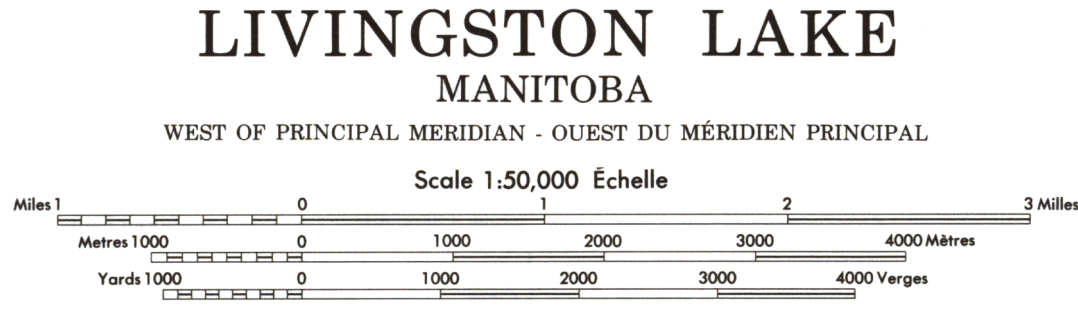 LIVINGSTON LAKE
MANITOBA
WEST OF PRINCIPAL MERIDIAN - OUEST DU MÉRIDIEN PRINCIPAL
Scale 1:50,000 Échelle
Miles 1 0 1 2 3 Milles
Metres 1000 0 1000 2000 3000 4000 Mètres
Yards 1000 0 1000 2000 3000 4000 Verges